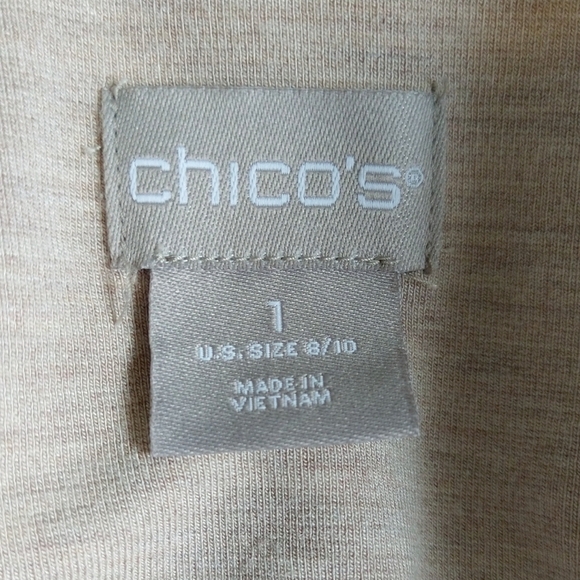 chico's®
1
U.S. SIZE 8/10
MADE IN
VIETNAM